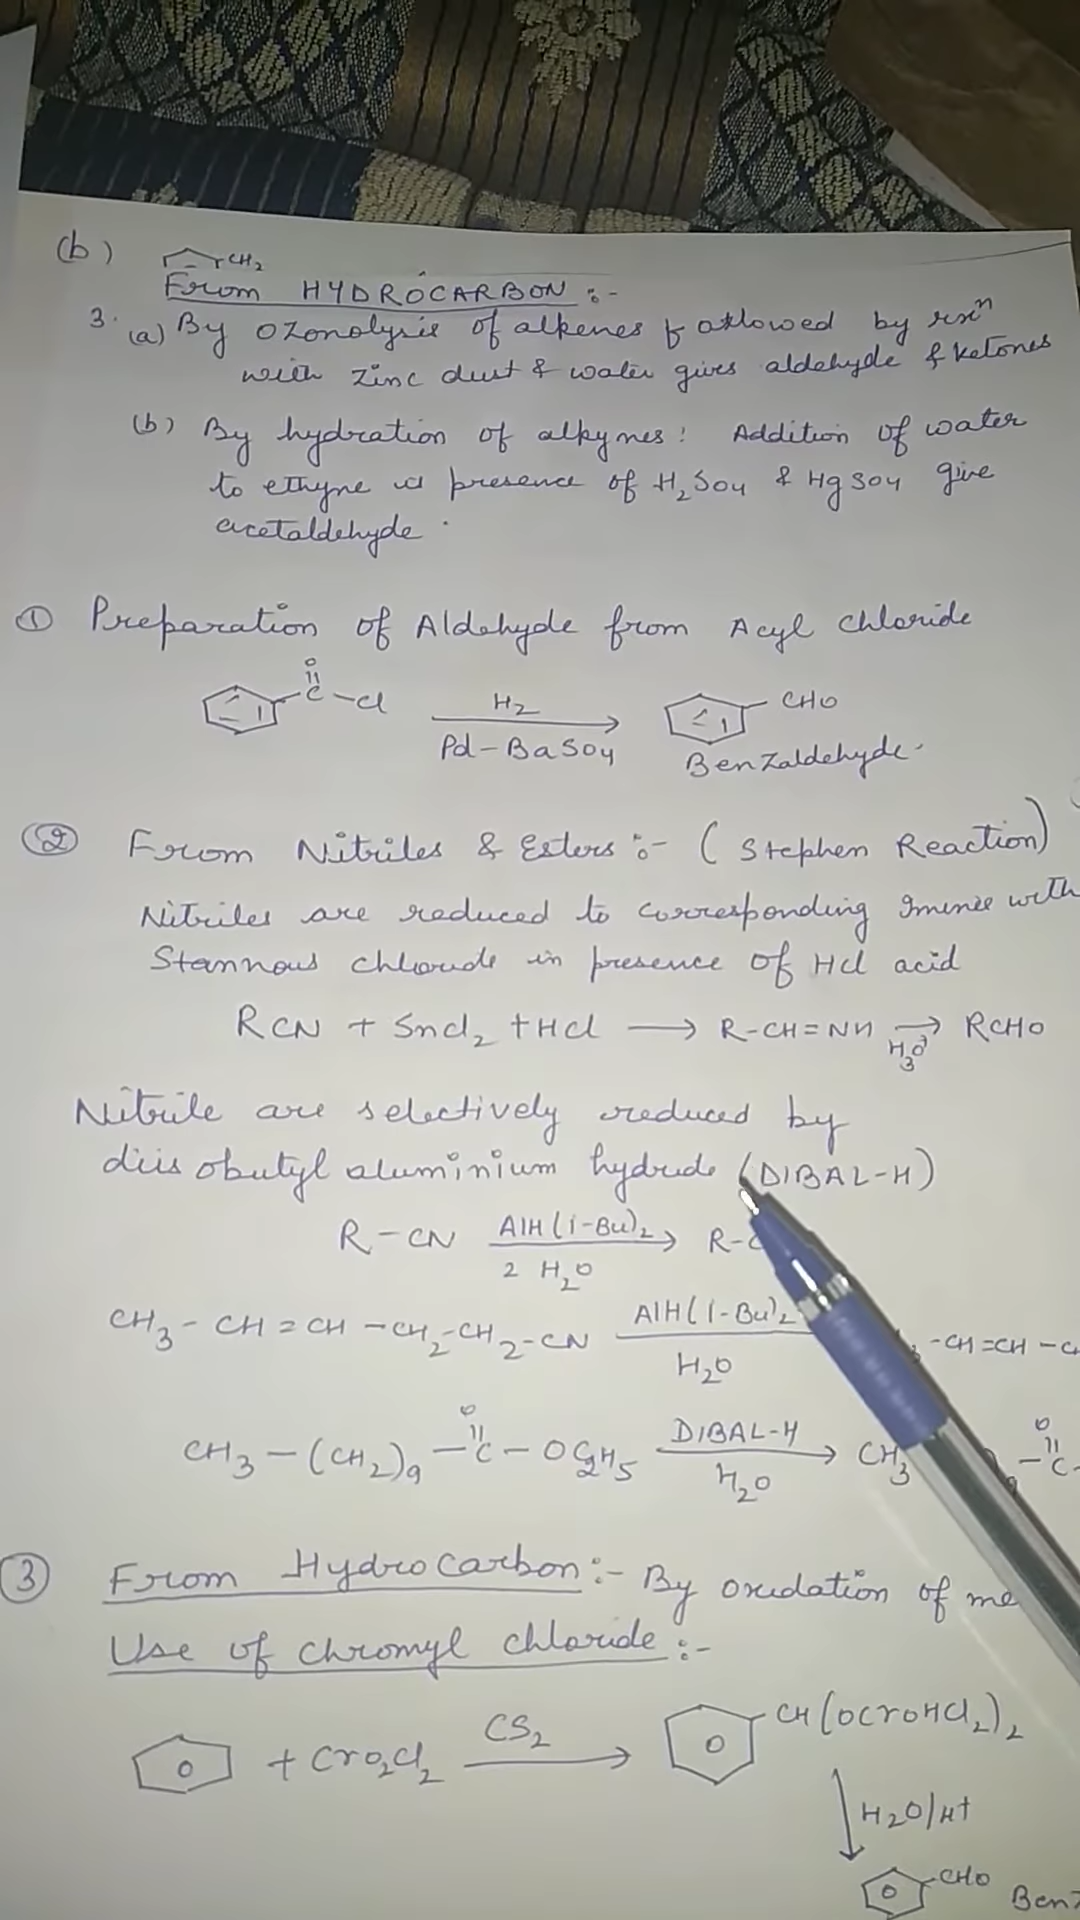 (b)
CH2
From HYDROCARBON :-
3. (a) By Ozonolysis of alkenes followed by rxn
with Zinc dust & water gives aldehyde & ketones
(b) By hydration of alkynes: Addition of water
to ethyne presence of H2SO4 & HgSO4 give
acetaldehyde.
① Preparation of Aldehyde from Acyl chloride
O
C-Cl H2 CHO
Pd-BaSO4 Benzaldehyde.
② From Nitriles & Esters :- (Stephen Reaction)
Nitriles are reduced to corresponding with
Stannous chloride in presence of HCl acid
RCN + SnCl2 + HCl → R-CH=NH → RCHO
H3O+
Nitrile are selectively reduced by
diisobutyl aluminium hydride (DIBAL-H)
R-CN AlH(i-Bu)2 → R-C
2 H2O
CH3-CH=CH-CH2-CH2-CN AlH(i-Bu)2 -CH=CH-C
H2O
O O
CH3-(CH2)9-C-OC2H5 DIBAL-H → CH3 9-C-
H2O
③ From Hydrocarbon:- By oxidation of me
Use of chromyl chloride:-
+ CrO2Cl2 CS2 → CH(OCrOHCl2)2
↓ H2O/H+
CHO Benz